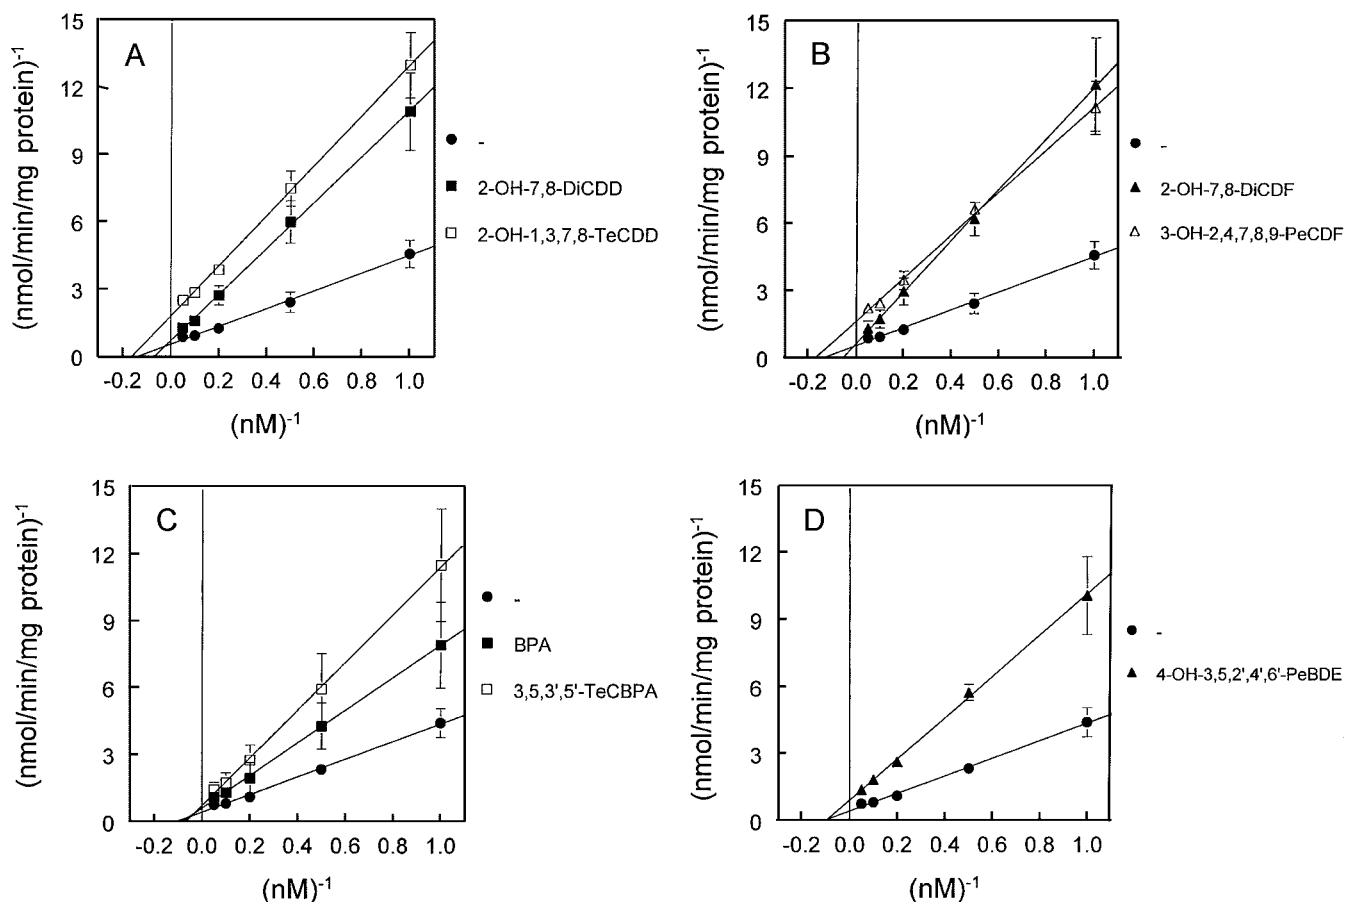 A
(nmol/min/mg protein)-1
15
12
9
6
3
0
-0.2 0.0 0.2 0.4 0.6 0.8 1.0
(nM)-1
-
2-OH-7,8-DiCDD
2-OH-1,3,7,8-TeCDD
B
(nmol/min/mg protein)-1
15
12
9
6
3
0
-0.2 0.0 0.2 0.4 0.6 0.8 1.0
(nM)-1
-
2-OH-7,8-DiCDF
3-OH-2,4,7,8,9-PeCDF
C
(nmol/min/mg protein)-1
15
12
9
6
3
0
-0.2 0.0 0.2 0.4 0.6 0.8 1.0
(nM)-1
-
BPA
3,5,3',5'-TeCBPA
D
(nmol/min/mg protein)-1
15
12
9
6
3
0
-0.2 0.0 0.2 0.4 0.6 0.8 1.0
(nM)-1
-
4-OH-3,5,2',4',6'-PeBDE